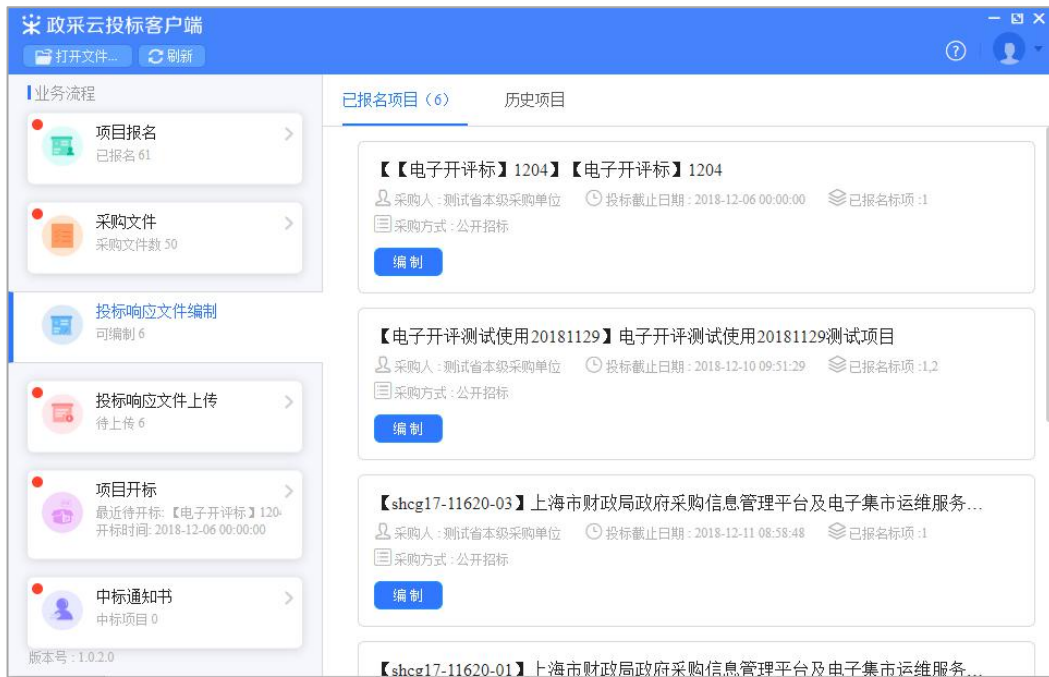 政采云投标客户端
打开文件... 刷新
业务流程
项目报名
已报名 61
采购文件
采购文件数 50
投标响应文件编制
可编制 6
投标响应文件上传
待上传 6
项目开标
最近待开标:【电子开评标】1204
开标时间: 2018-12-06 00:00:00
中标通知书
中标项目 0
版本号 : 1.0.2.0
已报名项目（6） 历史项目
【【电子开评标】1204】【电子开评标】1204
采购人 : 测试省本级采购单位 投标截止日期 : 2018-12-06 00:00:00 已报名标项 :1
采购方式 : 公开招标
编制
【电子开评测试使用20181129】电子开评测试使用20181129测试项目
采购人 : 测试省本级采购单位 投标截止日期 : 2018-12-10 09:51:29 已报名标项 :1,2
采购方式 : 公开招标
编制
【shcg17-11620-03】上海市财政局政府采购信息管理平台及电子集市运维服务...
采购人 : 测试省本级采购单位 投标截止日期 : 2018-12-11 08:58:48 已报名标项 :1
采购方式 : 公开招标
编制
【shcg17-11620-01】上海市财政局政府采购信息管理平台及电子集市运维服务...